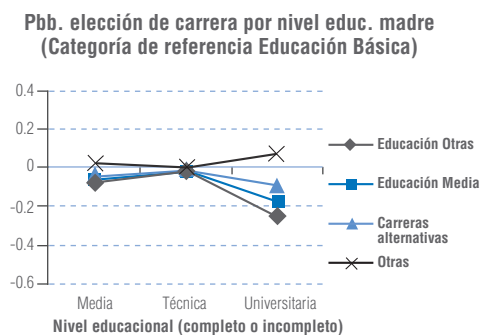 Pbb. elección de carrera por nivel educ. madre
(Categoría de referencia Educación Básica)
0.4
0.2
0
-0.2
-0.4
-0.6
Media Técnica Universitaria
Nivel educacional (completo o incompleto)
Educación Otras
Educación Media
Carreras
alternativas
Otras